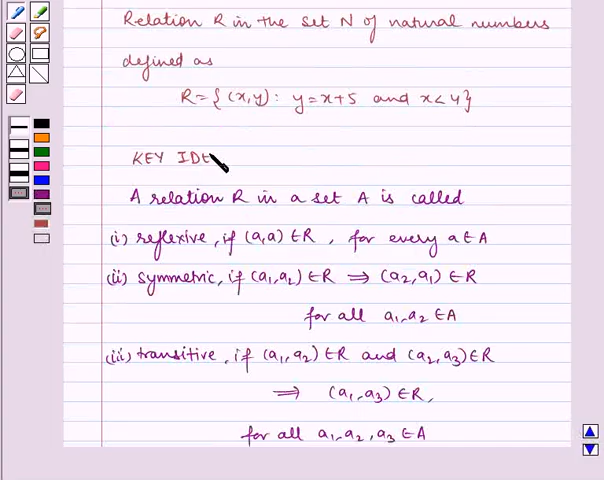 Relation R in the set N of natural numbers
defined as
R = { (x,y) : y = x+5 and x < 4}
KEY IDE
A relation R in a set A is called
(i) reflexive, if (a,a) ∈ R , for every a ∈ A
(ii) symmetric, if (a₁,a₂) ∈ R ⟹ (a₂,a₁) ∈ R
for all a₁,a₂ ∈ A
(iii) transitive, if (a₁,a₂) ∈ R and (a₂,a₃) ∈ R
⟹ (a₁,a₃) ∈ R,
for all a₁,a₂,a₃ ∈ A